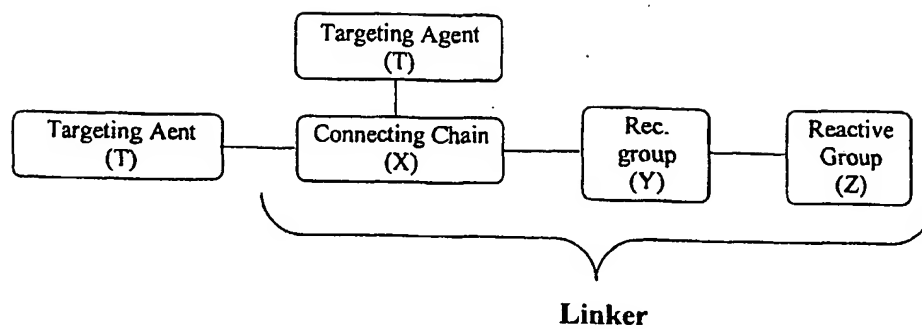 Targeting Agent
(T)
Targeting Aent
(T)
Connecting Chain
(X)
Rec.
group
(Y)
Reactive
Group
(Z)
Linker